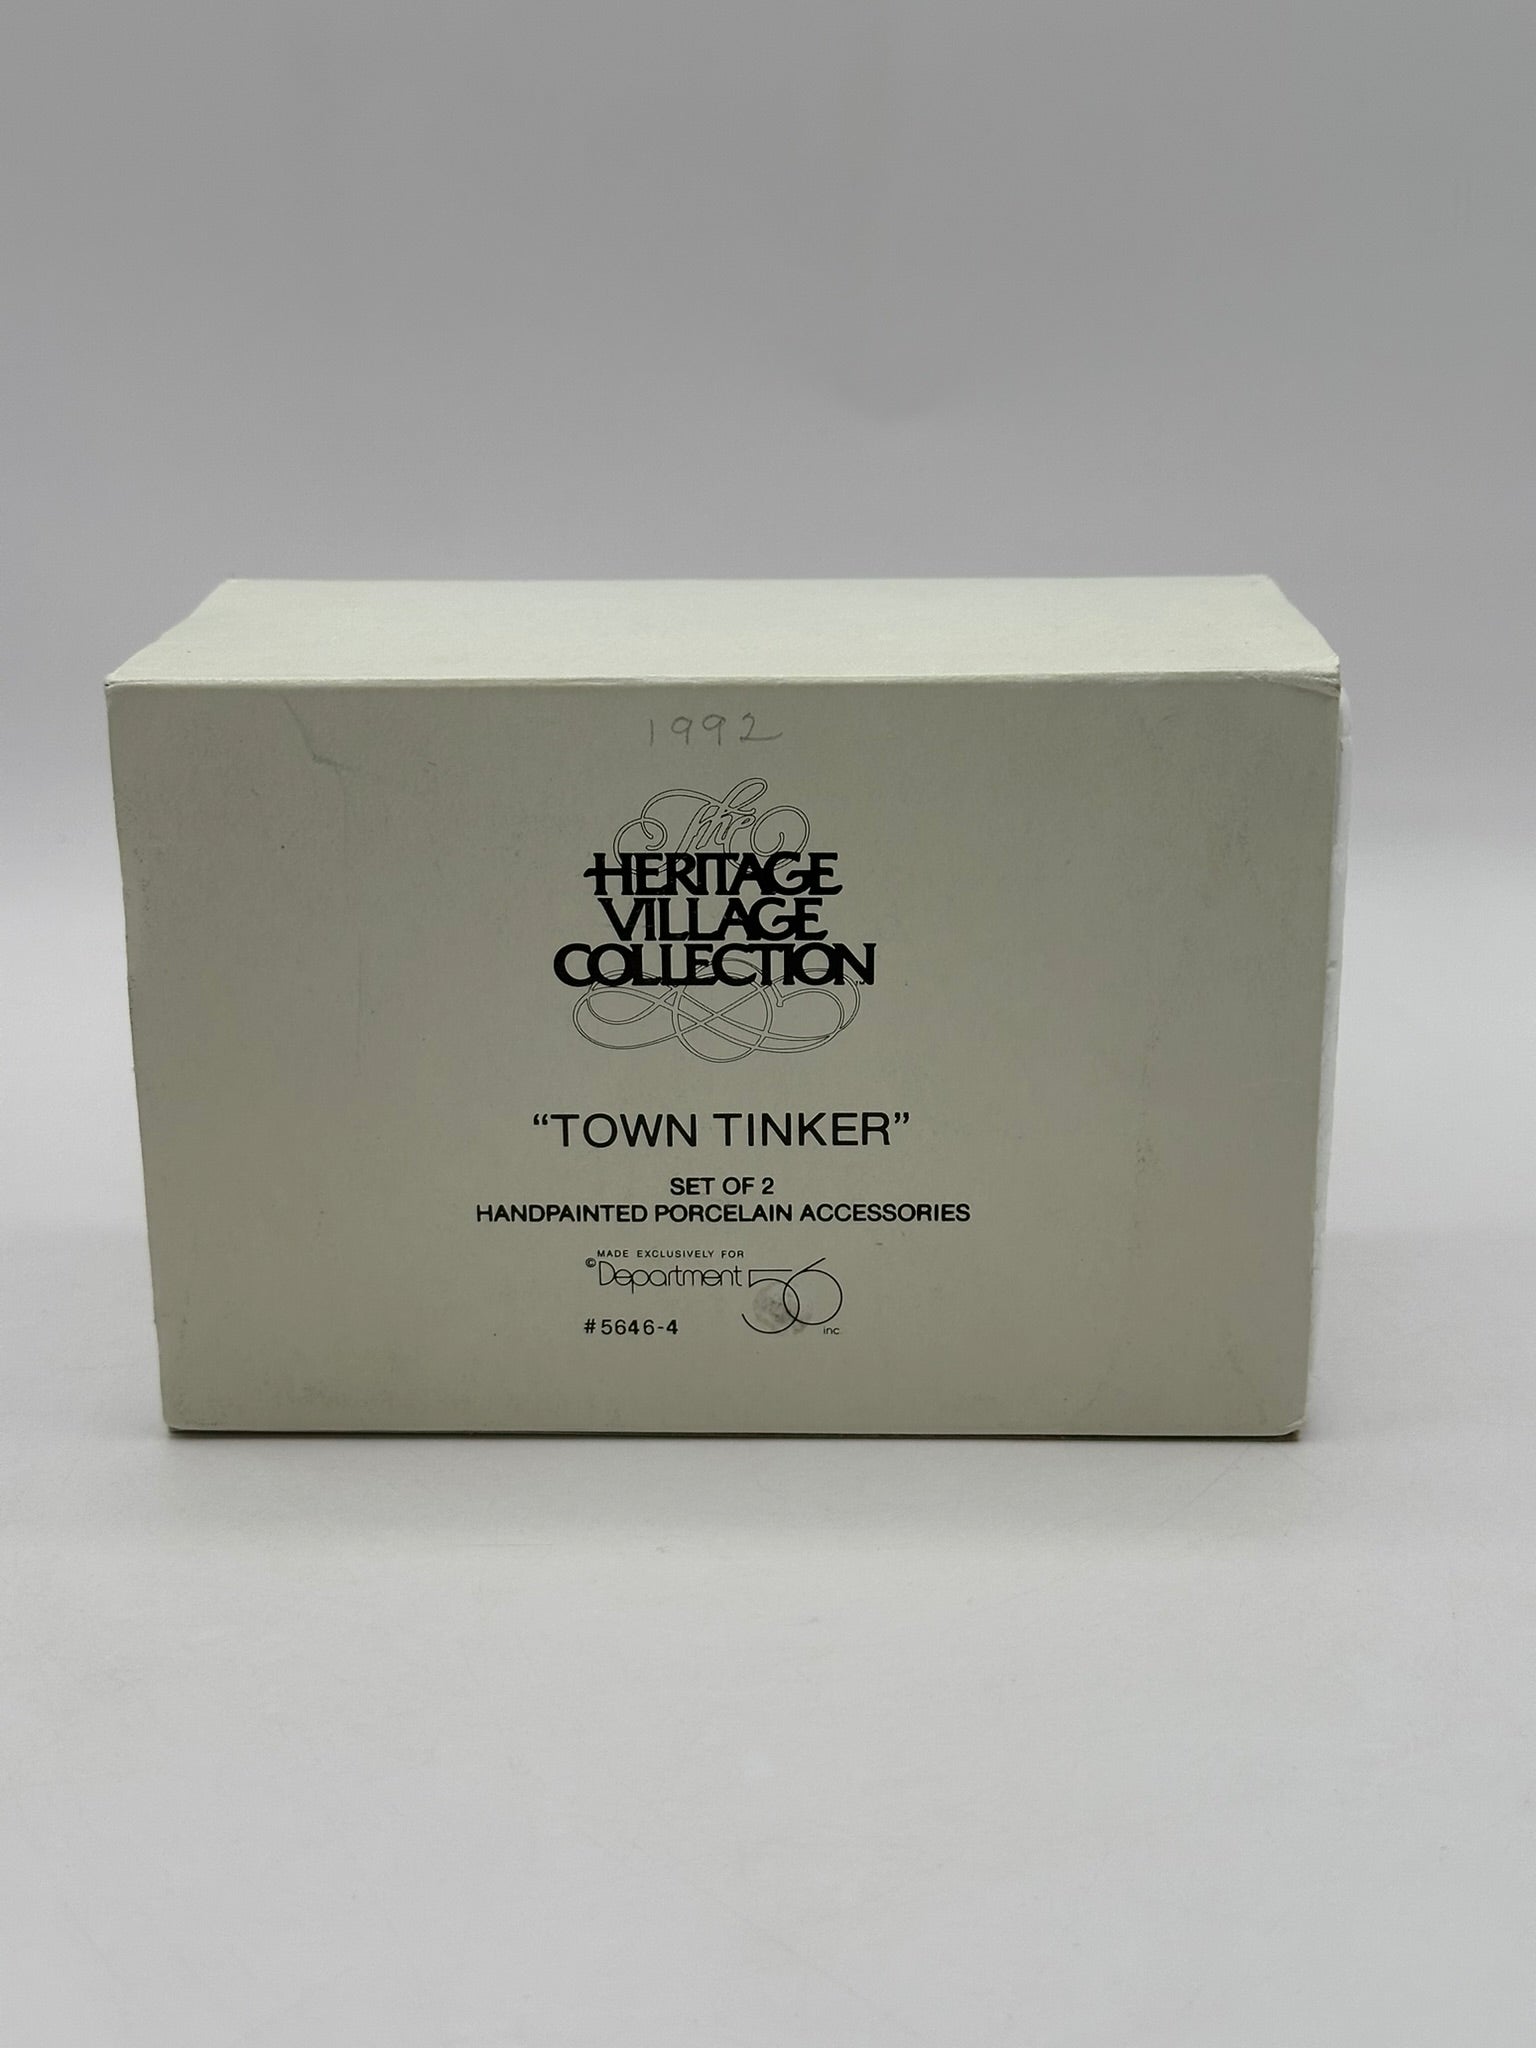 1992
The
HERITAGE
VILLAGE
COLLECTION™
“TOWN TINKER”
SET OF 2
HANDPAINTED PORCELAIN ACCESSORIES
MADE EXCLUSIVELY FOR
©Department 56 inc.
#5646-4